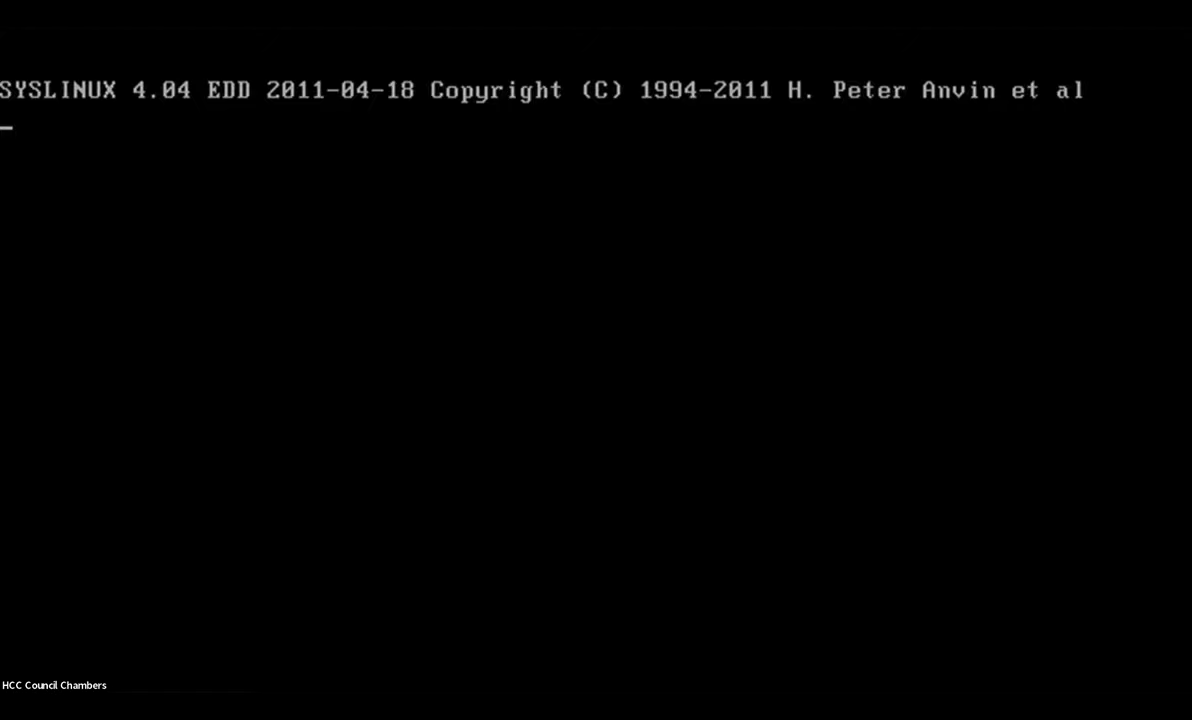 SYSLINUX 4.04 EDD 2011-04-18 Copyright (C) 1994-2011 H. Peter Anvin et al
HCC Council Chambers